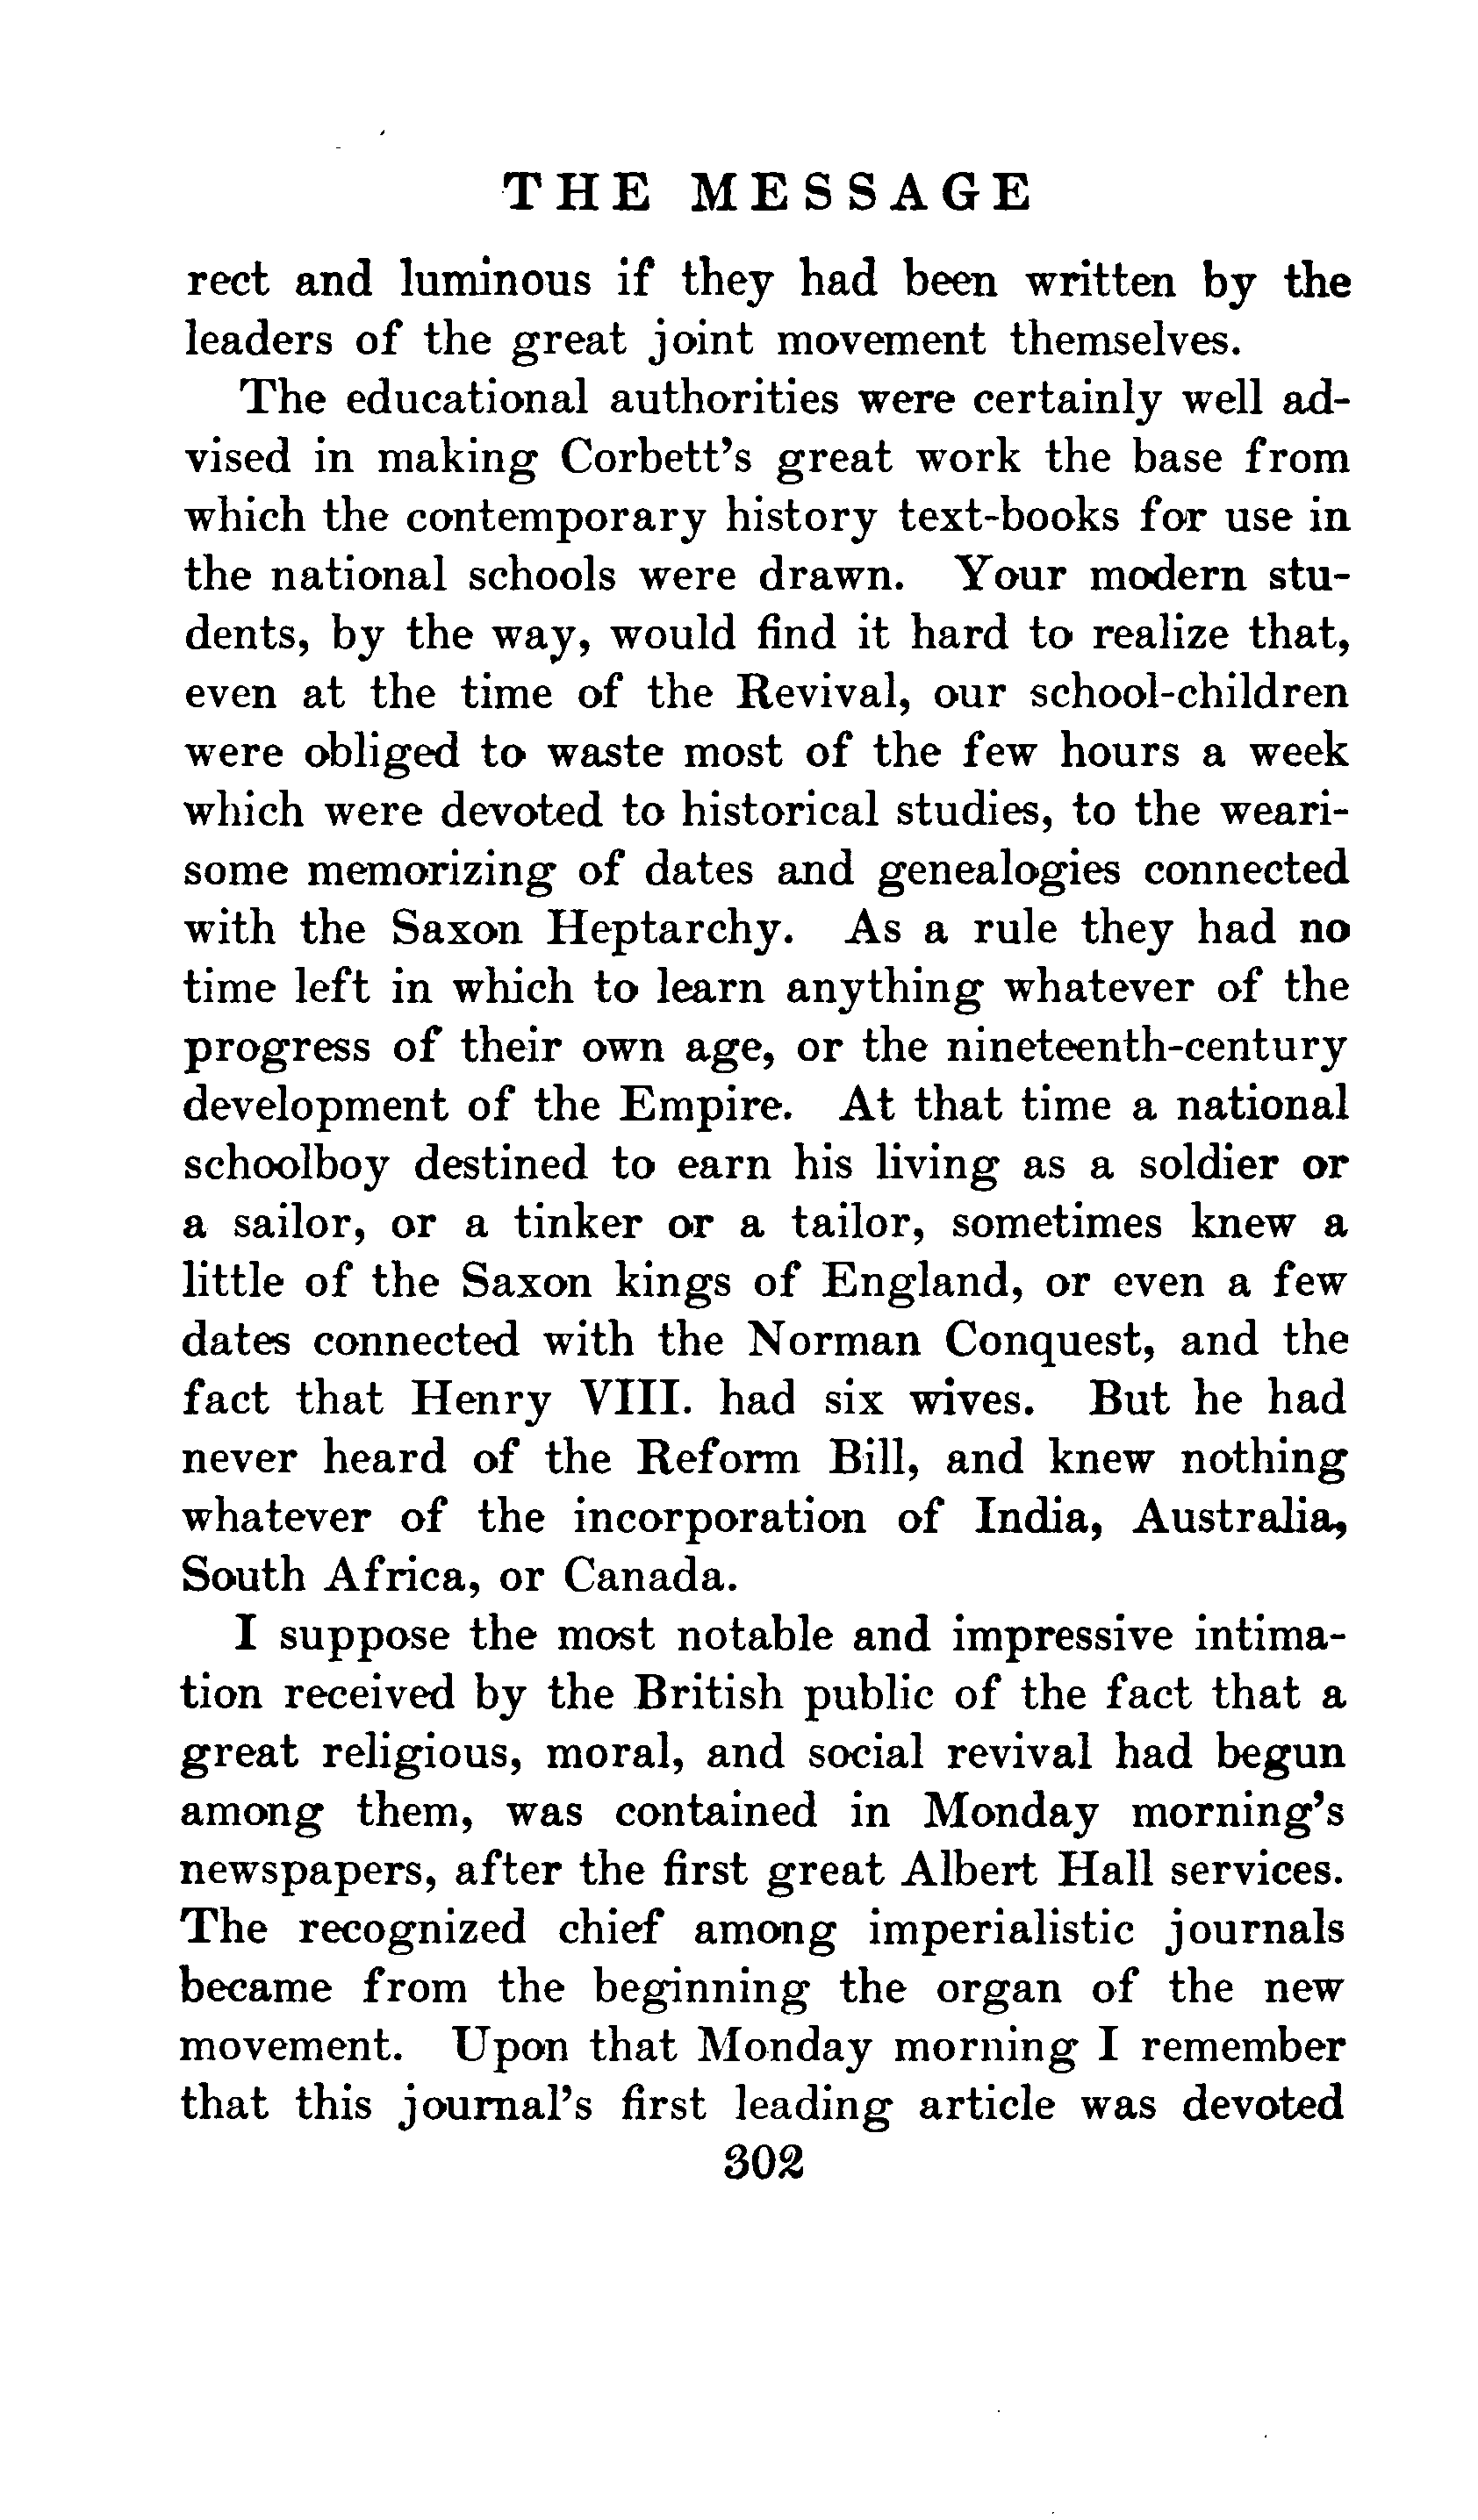 THE MESSAGE
rect and luminous if they had been written by the
leaders of the great joint movement themselves.
The educational authorities were certainly well ad-
vised in making Corbett's great work the base from
which the contemporary history text-books for use in
the national schools were drawn. Your modern stu-
dents, by the way, would find it hard to realize that,
even at the time of the Revival, our school-children
were obliged to waste most of the few hours a week
which were devoted to historical studies, to the weari-
some memorizing of dates and genealogies connected
with the Saxon Heptarchy. As a rule they had no
time left in which to learn anything whatever of the
progress of their own age, or the nineteenth-century
development of the Empire. At that time a national
schoolboy destined to earn his living as a soldier or
a sailor, or a tinker or a tailor, sometimes knew a
little of the Saxon kings of England, or even a few
dates connected with the Norman Conquest, and the
fact that Henry VIII. had six wives. But he had
never heard of the Reform Bill, and knew nothing
whatever of the incorporation of India, Australia,
South Africa, or Canada.
I suppose the most notable and impressive intima-
tion received by the British public of the fact that a
great religious, moral, and social revival had begun
among them, was contained in Monday morning's
newspapers, after the first great Albert Hall services.
The recognized chief among imperialistic journals
became from the beginning the organ of the new
movement. Upon that Monday morning I remember
that this journal's first leading article was devoted
302